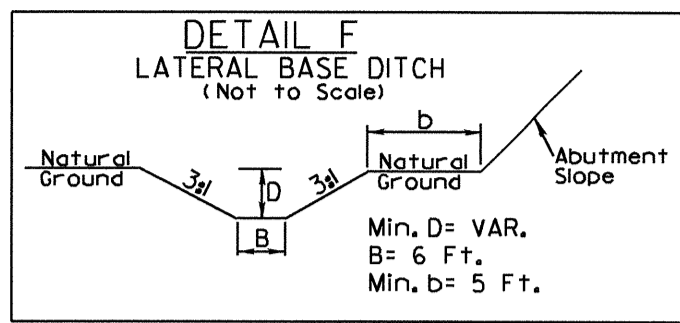 DETAIL F
LATERAL BASE DITCH
(Not to Scale)
b
Natural
Ground
3:1
D
3:1
Natural
Ground
Abutment
Slope
B
Min. D= VAR.
B= 6 Ft.
Min. b= 5 Ft.